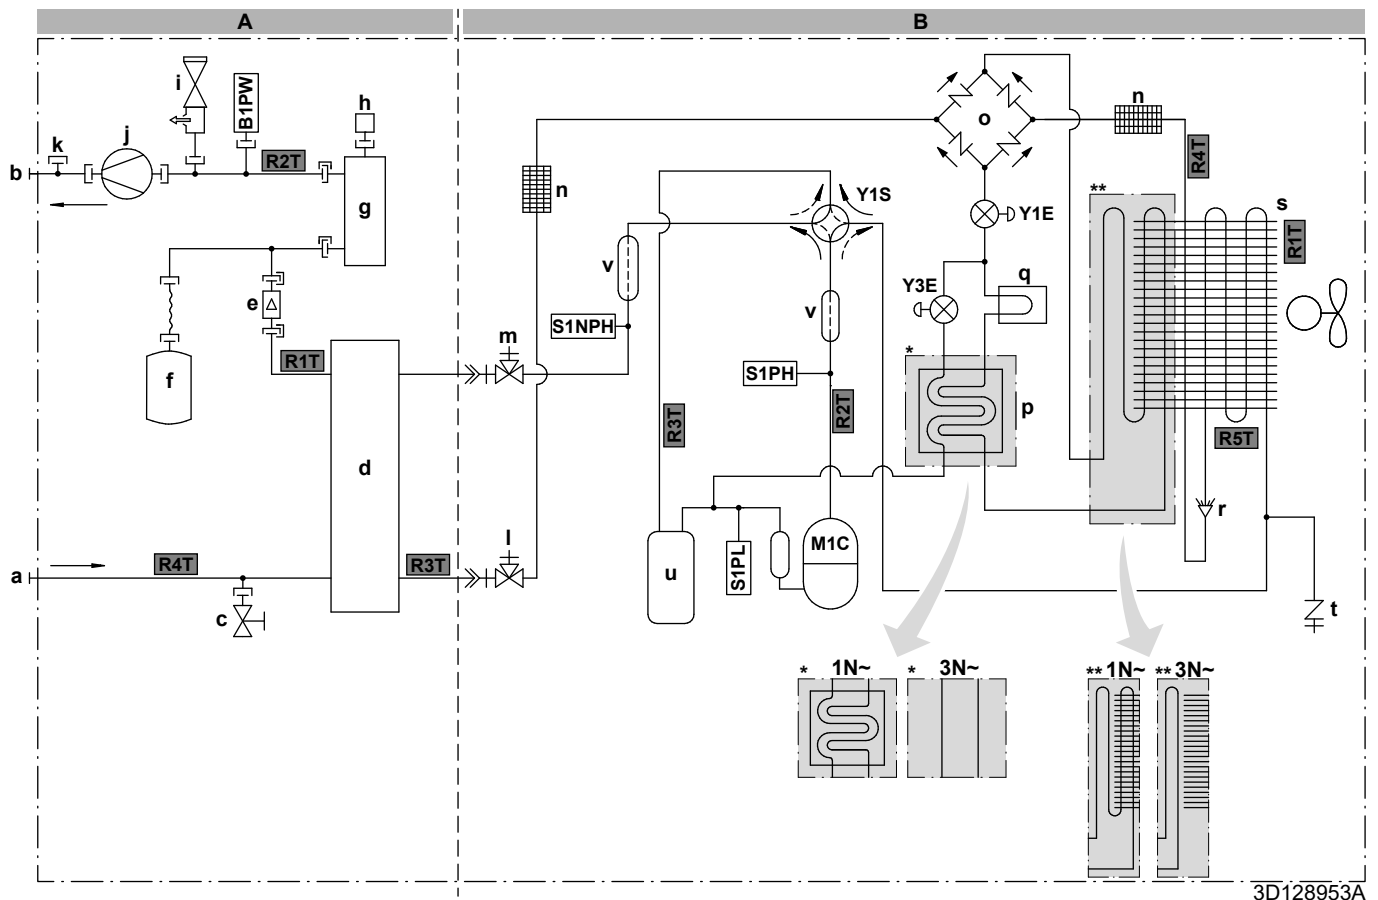 A
B
i
B1PW
h
k
j
R2T
b
g
e
R1T
f
d
a
R4T
c
R3T
m
l
n
v
S1NPH
Y1S
v
S1PH
R3T
R2T
u
S1PL
M1C
o
n
R4T
Y1E
Y3E
q
*
p
**
s
R1T
R5T
r
t
* 1N~
* 3N~
** 1N~
** 3N~
3D128953A